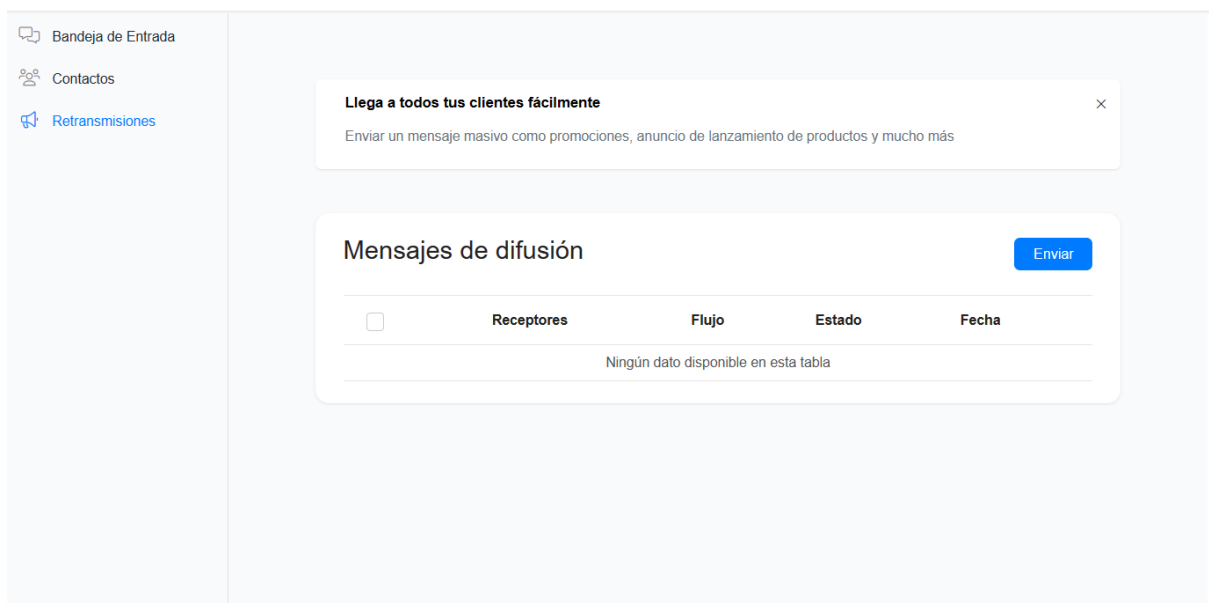 Bandeja de Entrada
Contactos
Retransmisiones
Llega a todos tus clientes fácilmente
Enviar un mensaje masivo como promociones, anuncio de lanzamiento de productos y mucho más
Mensajes de difusión
Enviar
Receptores Flujo Estado Fecha
Ningún dato disponible en esta tabla